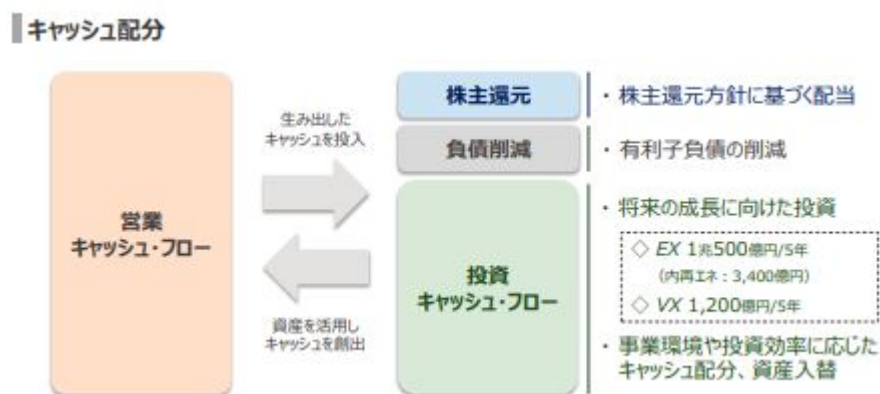 キャッシュ配分
営業
キャッシュ・フロー
生み出した
キャッシュを投入
資産を活用し
キャッシュを創出
株主還元
負債削減
投資
キャッシュ・フロー
・ 株主還元方針に基づく配当
・ 有利子負債の削減
・ 将来の成長に向けた投資
◇ EX 1兆500億円/5年
(内再エネ：3,400億円)
◇ VX 1,200億円/5年
・ 事業環境や投資効率に応じた
キャッシュ配分、資産入替